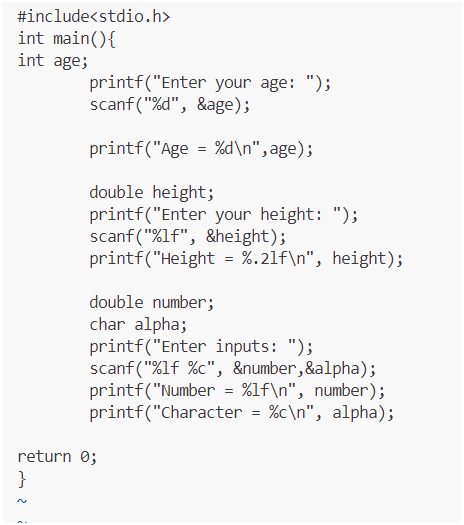 #include<stdio.h>
int main(){
int age;
printf("Enter your age: ");
scanf("%d", &age);
printf("Age = %d\n",age);
double height;
printf("Enter your height: ");
scanf("%lf", &height);
printf("Height = %.2lf\n", height);
double number;
char alpha;
printf("Enter inputs: ");
scanf("%lf %c", &number,&alpha);
printf("Number = %lf\n", number);
printf("Character = %c\n", alpha);
return 0;
}
~
~